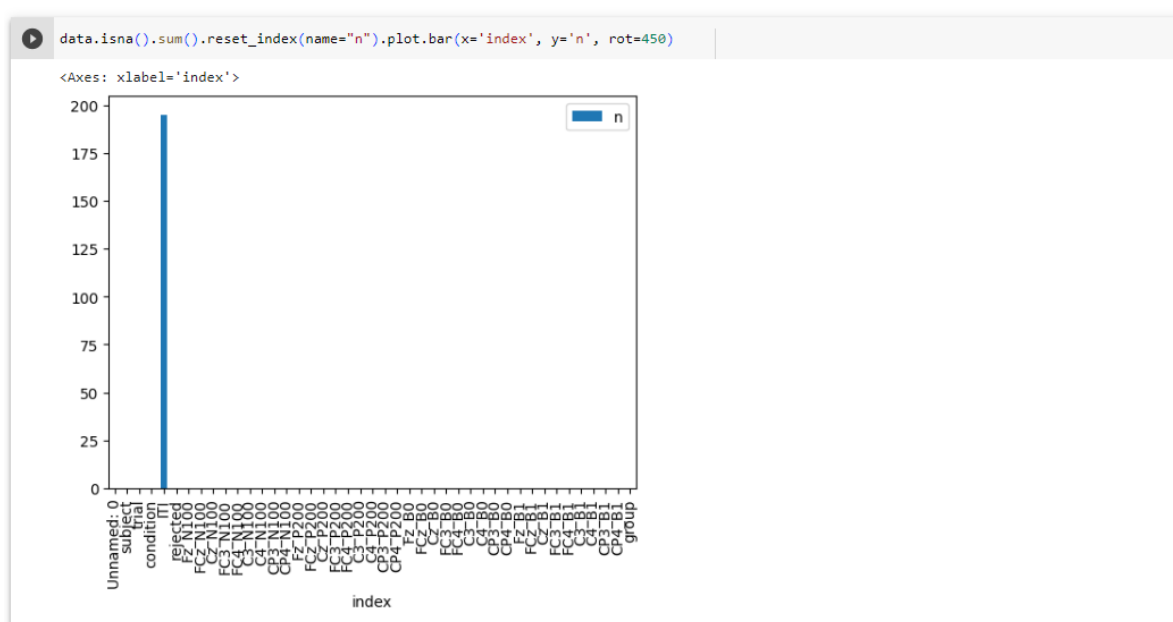 data.isna().sum().reset_index(name="n").plot.bar(x='index', y='n', rot=450)
<Axes: xlabel='index'>
200
175
150
125
100
75
50
25
0
n
Unnamed: 0
subject
trial
condition
ITI
rejected
Fz_N100
FCz_N100
Cz_N100
FC3_N100
FC4_N100
C3_N100
C4_N100
CP3_N100
CP4_N100
Fz_P200
FCz_P200
Cz_P200
FC3_P200
FC4_P200
C3_P200
C4_P200
CP3_P200
CP4_P200
Fz_B0
FCz_B0
Cz_B0
FC3_B0
FC4_B0
C3_B0
C4_B0
CP3_B0
CP4_B0
Fz_B1
FCz_B1
Cz_B1
FC3_B1
FC4_B1
C3_B1
C4_B1
CP3_B1
CP4_B1
group
index